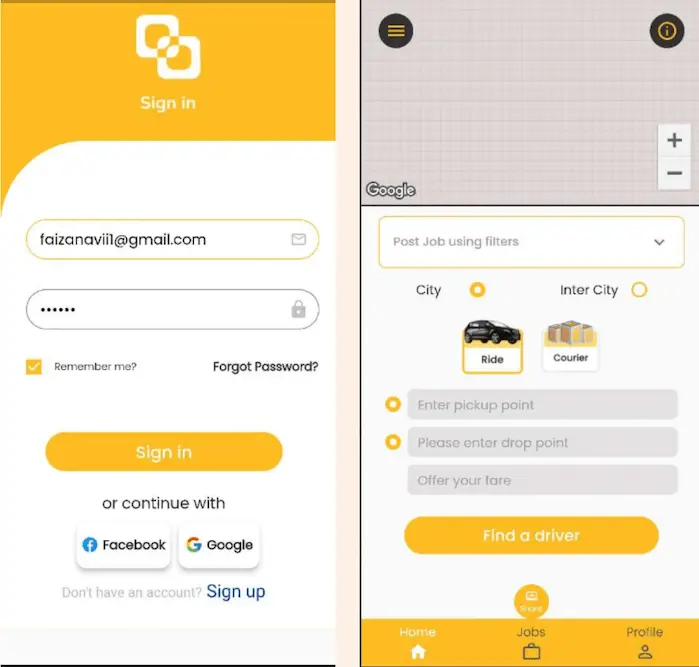 Sign in
faizanavii1@gmail.com
••••••
Remember me?
Forgot Password?
Sign in
or continue with
Facebook
Google
Don't have an account? Sign up
Google
Post Job using filters
City
Inter City
Ride
Courier
Enter pickup point
Please enter drop point
Offer your fare
Find a driver
Share
Home
Jobs
Profile